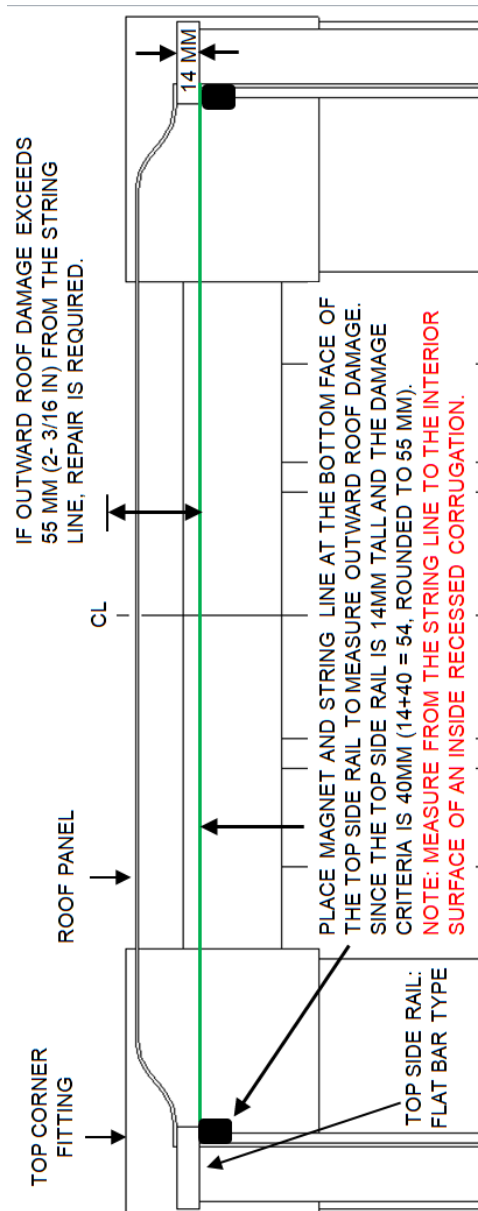 TOP CORNER
FITTING
ROOF PANEL
CL
IF OUTWARD ROOF DAMAGE EXCEEDS
55 MM (2- 3/16 IN) FROM THE STRING
LINE, REPAIR IS REQUIRED.
14 MM
TOP SIDE RAIL:
FLAT BAR TYPE
PLACE MAGNET AND STRING LINE AT THE BOTTOM FACE OF
THE TOP SIDE RAIL TO MEASURE OUTWARD ROOF DAMAGE.
SINCE THE TOP SIDE RAIL IS 14MM TALL AND THE DAMAGE
CRITERIA IS 40MM (14+40 = 54, ROUNDED TO 55 MM).
NOTE: MEASURE FROM THE STRING LINE TO THE INTERIOR
SURFACE OF AN INSIDE RECESSED CORRUGATION.